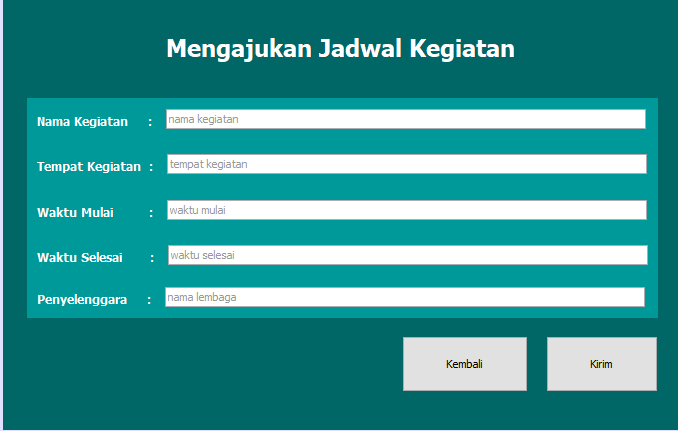 Mengajukan Jadwal Kegiatan
Nama Kegiatan : nama kegiatan
Tempat Kegiatan : tempat kegiatan
Waktu Mulai : waktu mulai
Waktu Selesai : waktu selesai
Penyelenggara : nama lembaga
Kembali Kirim